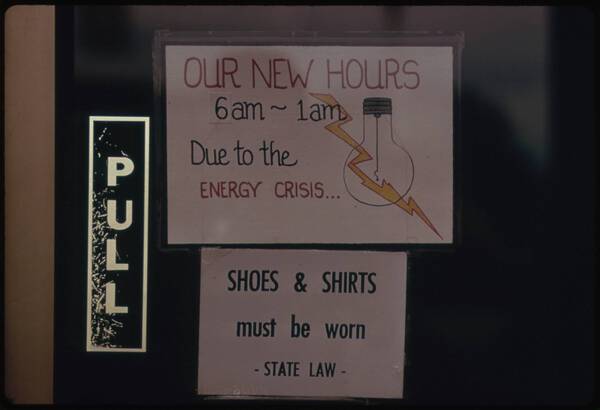 OUR NEW HOURS
6am ~ 1am
Due to the
ENERGY CRISIS...
PULL
SHOES & SHIRTS
must be worn
- STATE LAW -